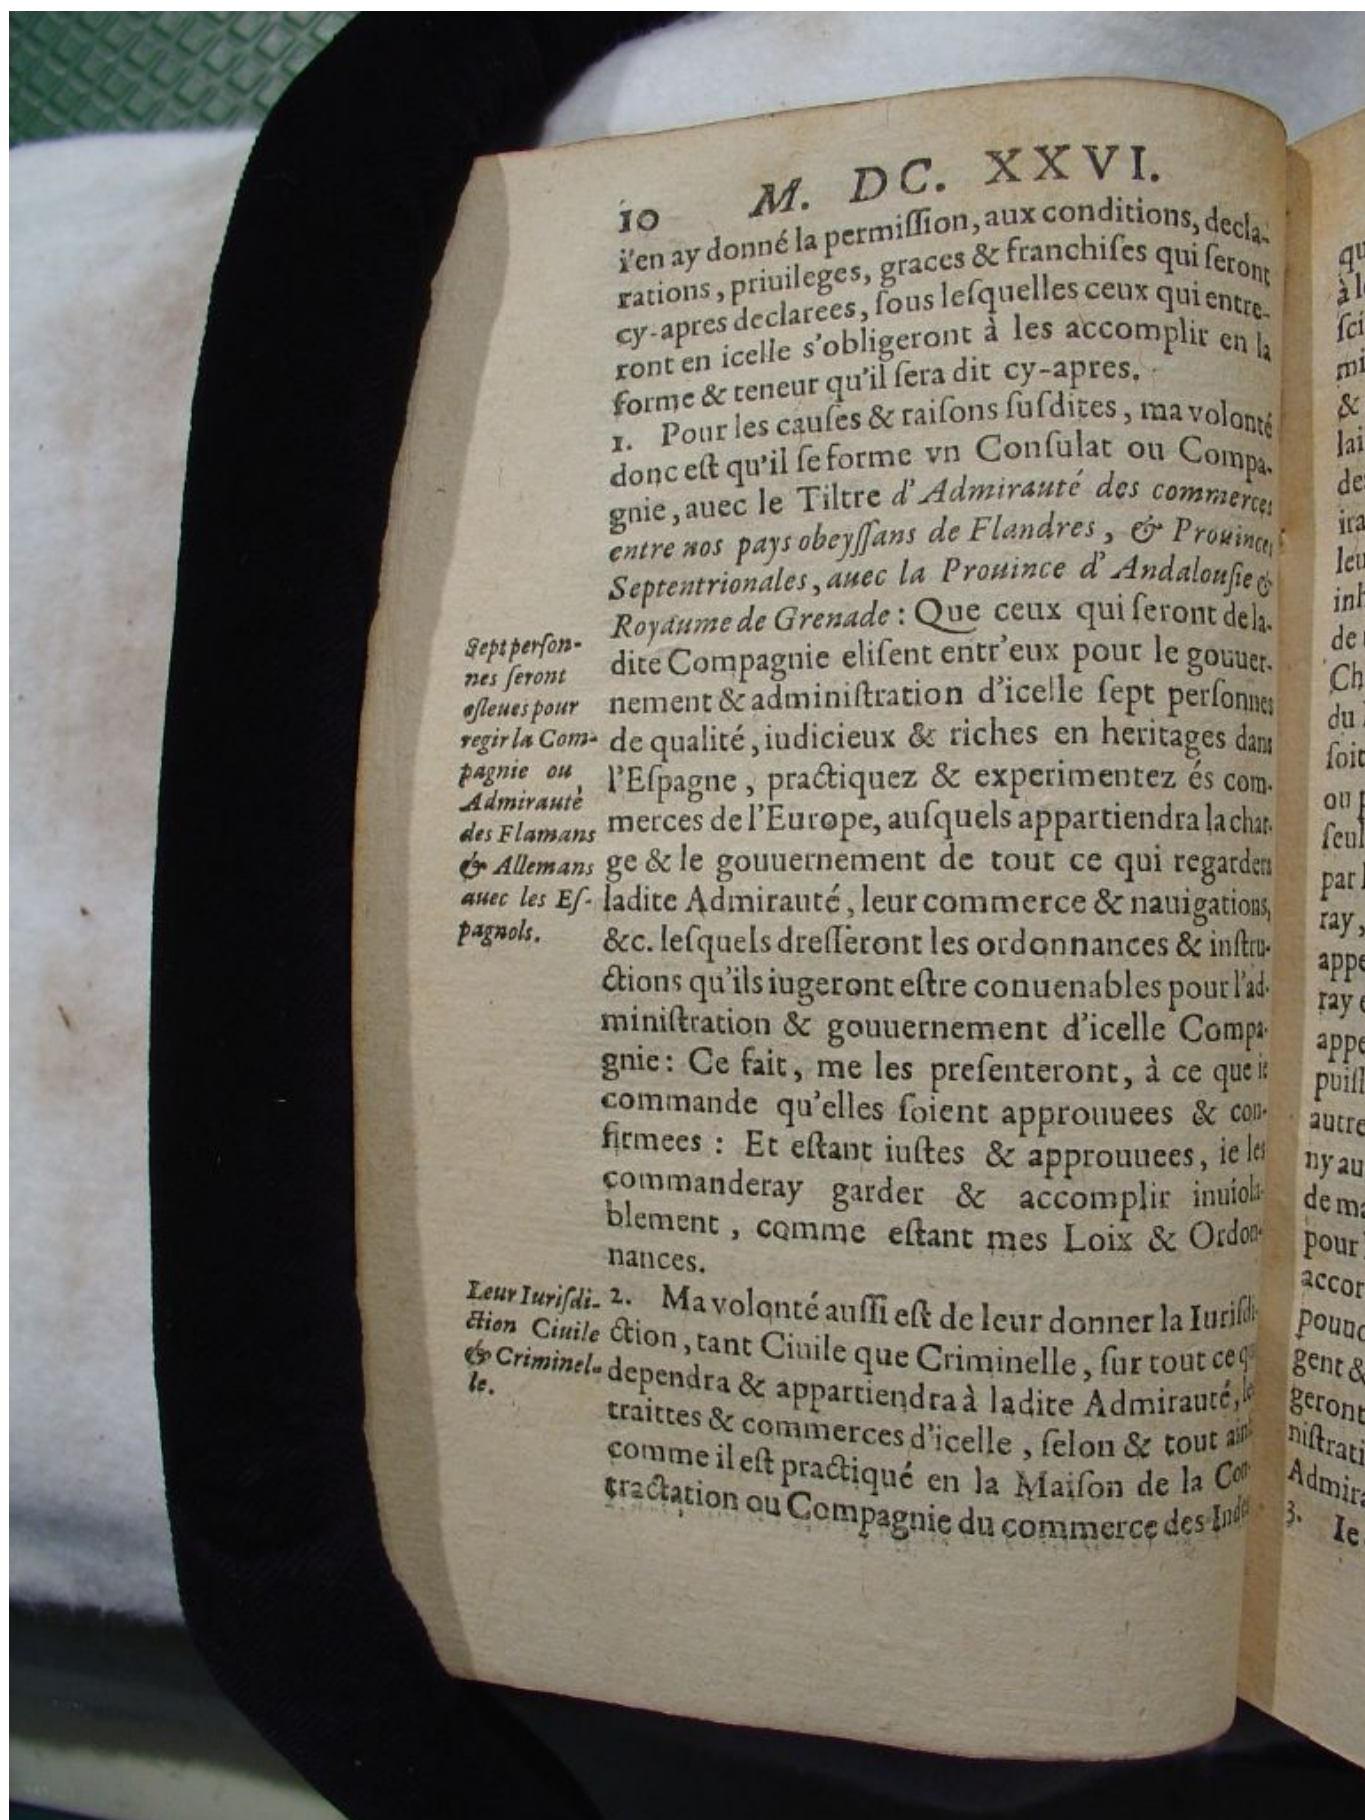 10 M. DC. XXVI.
i'en ay donné la permiſſion, aux conditions, decla-
rations, priuileges, graces & franchiſes qui ſeront
cy-apres declarees, ſous leſquelles ceux qui entre-
ront en icelle s'obligeront à les accomplir en la
forme & teneur qu'il ſera dit cy-apres.
1. Pour les cauſes & raiſons ſuſdites, ma volonté
donc eſt qu'il ſe forme vn Conſulat ou Compa-
gnie, auec le Tiltre d'Admirauté des commerces
entre nos pays obeyſſans de Flandres, & Prouinces
Septentrionales, auec la Prouince d'Andalouſie &
Royaume de Grenade: Que ceux qui ſeront de la-
dite Compagnie eliſent entr'eux pour le gouuer-
nement & adminiſtration d'icelle ſept perſonnes
de qualité, iudicieux & riches en heritages dans
l'Eſpagne, practiquez & experimentez és com-
merces de l'Europe, auſquels appartiendra la char-
ge & le gouuernement de tout ce qui regardera
ladite Admirauté, leur commerce & nauigations,
&c. leſquels dreſſeront les ordonnances & inſtru-
ctions qu'ils iugeront eſtre conuenables pour l'ad-
miniſtration & gouuernement d'icelle Compa-
gnie: Ce fait, me les preſenteront, à ce que ie
commande qu'elles ſoient approuuees & con-
firmees: Et eſtant iuſtes & approuuees, ie les
commanderay garder & accomplir inuiola-
blement, comme eſtant mes Loix & Ordon-
nances.
2. Ma volonté auſſi eſt de leur donner la Iuriſdi-
ction, tant Ciuile que Criminelle, ſur tout ce qui
dependra & appartiendra à ladite Admirauté, les
traittes & commerces d'icelle, ſelon & tout ainſi
comme il eſt practiqué en la Maiſon de la Con-
tractation ou Compagnie du commerce des Indes
Sept perſon-
nes ſeront
eſleues pour
regir la Com-
pagnie ou
Admirauté
des Flamans
& Allemans
auec les Eſ-
pagnols.
Leur Iuriſdi-
ction Ciuile
& Criminel-
le.